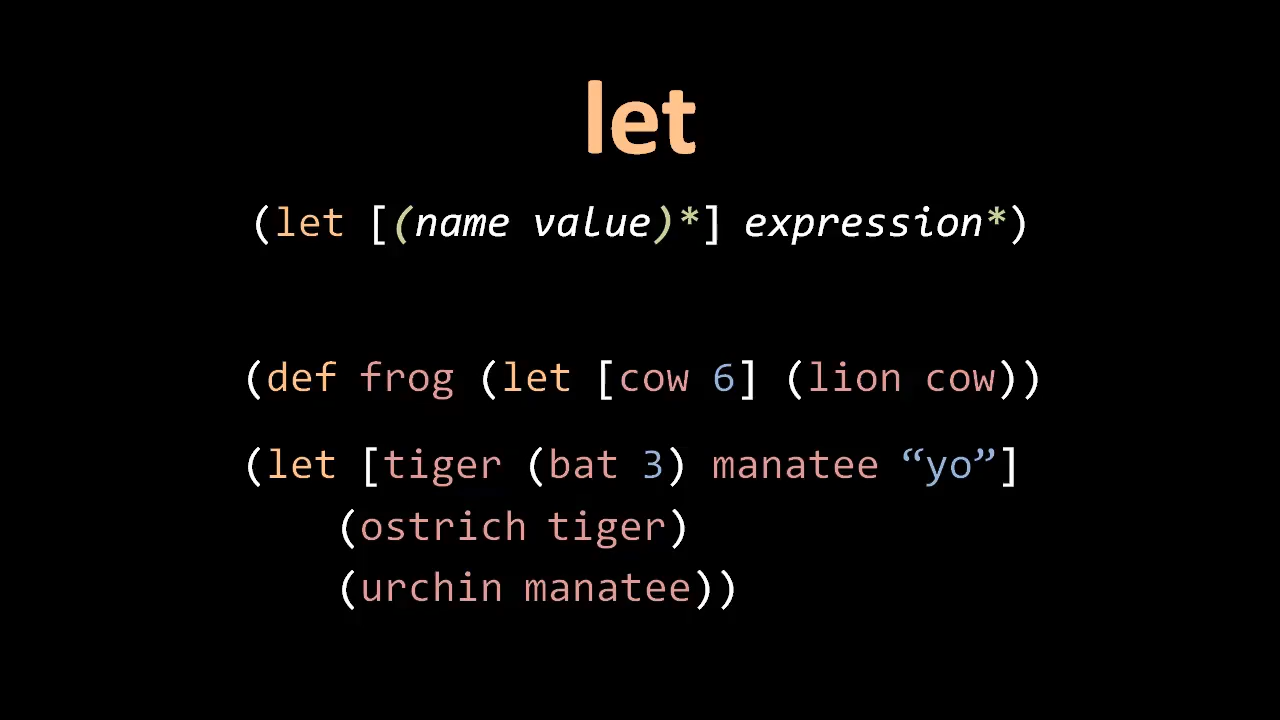 let
(let [(name value)*] expression*)
(def frog (let [cow 6] (lion cow))
(let [tiger (bat 3) manatee “yo”]
(ostrich tiger)
(urchin manatee))